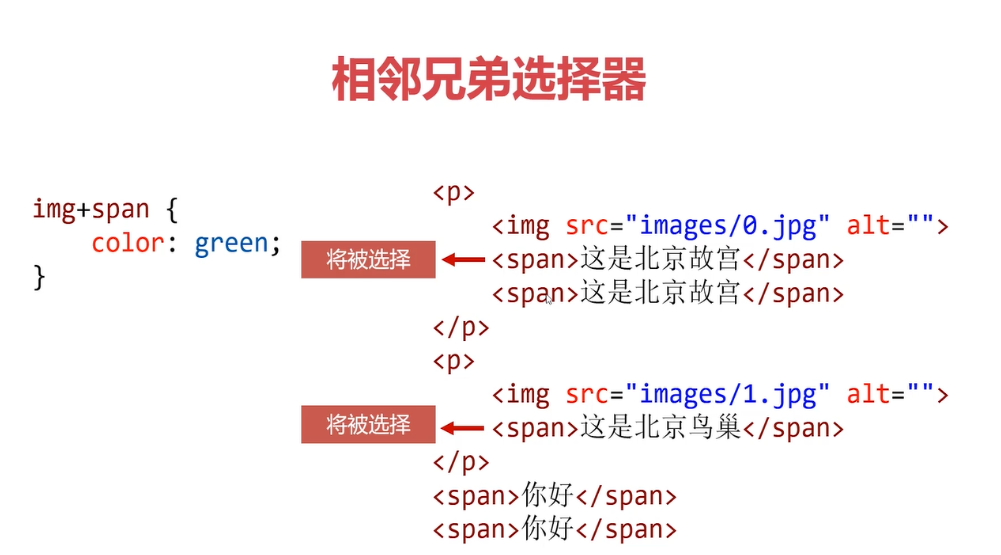 相邻兄弟选择器
img+span {
color: green;
}
<p>
<img src="images/0.jpg" alt="">
将被选择
<span>这是北京故宫</span>
<span>这是北京故宫</span>
</p>
<p>
<img src="images/1.jpg" alt="">
将被选择
<span>这是北京鸟巢</span>
</p>
<span>你好</span>
<span>你好</span>